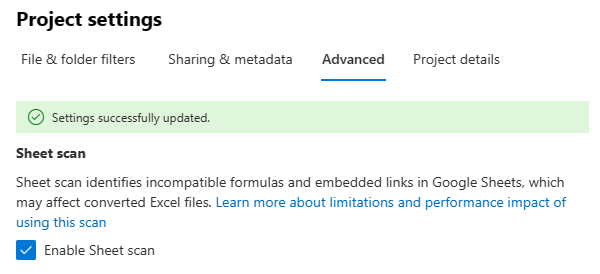 Project settings
File & folder filters Sharing & metadata Advanced Project details
Settings successfully updated.
Sheet scan
Sheet scan identifies incompatible formulas and embedded links in Google Sheets, which
may affect converted Excel files. Learn more about limitations and performance impact of
using this scan
Enable Sheet scan